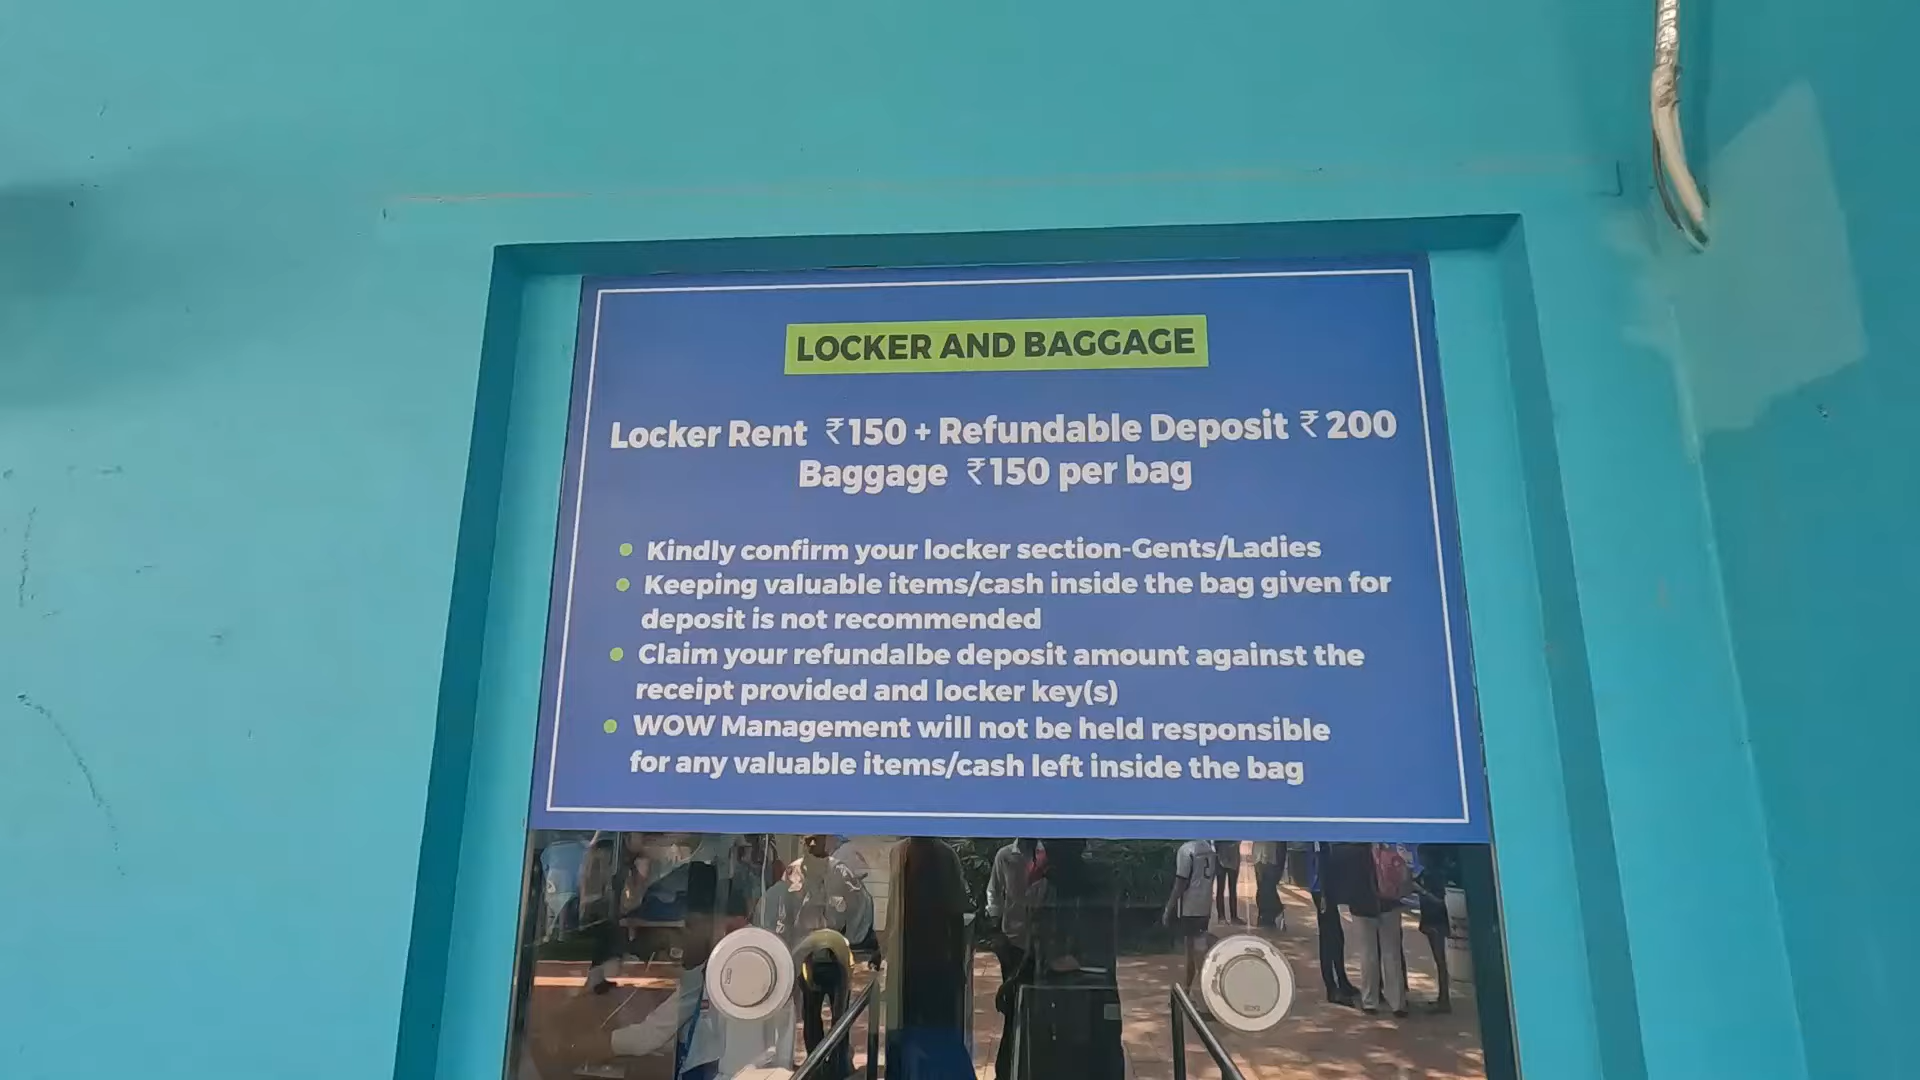 LOCKER AND BAGGAGE
Locker Rent ₹150 + Refundable Deposit ₹200
Baggage ₹150 per bag
• Kindly confirm your locker section-Gents/Ladies
• Keeping valuable items/cash inside the bag given for
deposit is not recommended
• Claim your refundalbe deposit amount against the
receipt provided and locker key(s)
• WOW Management will not be held responsible
for any valuable items/cash left inside the bag